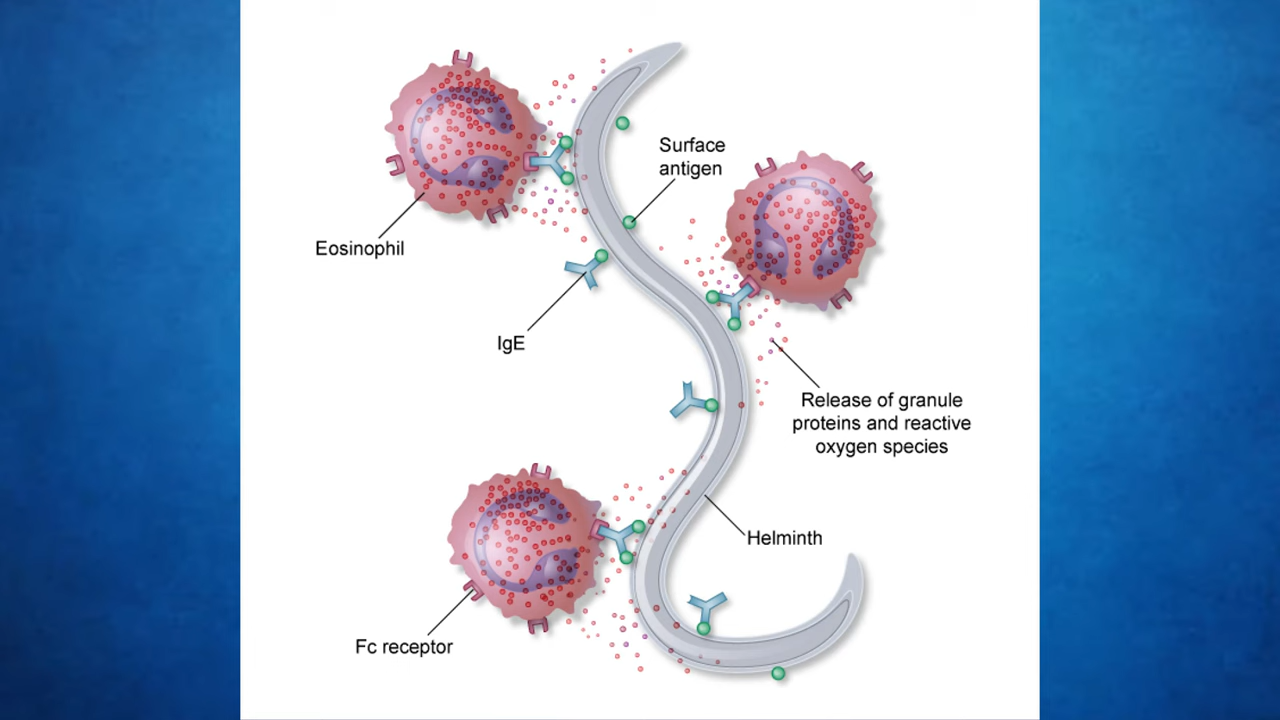 Surface
antigen
Eosinophil
IgE
Release of granule
proteins and reactive
oxygen species
Helminth
Fc receptor